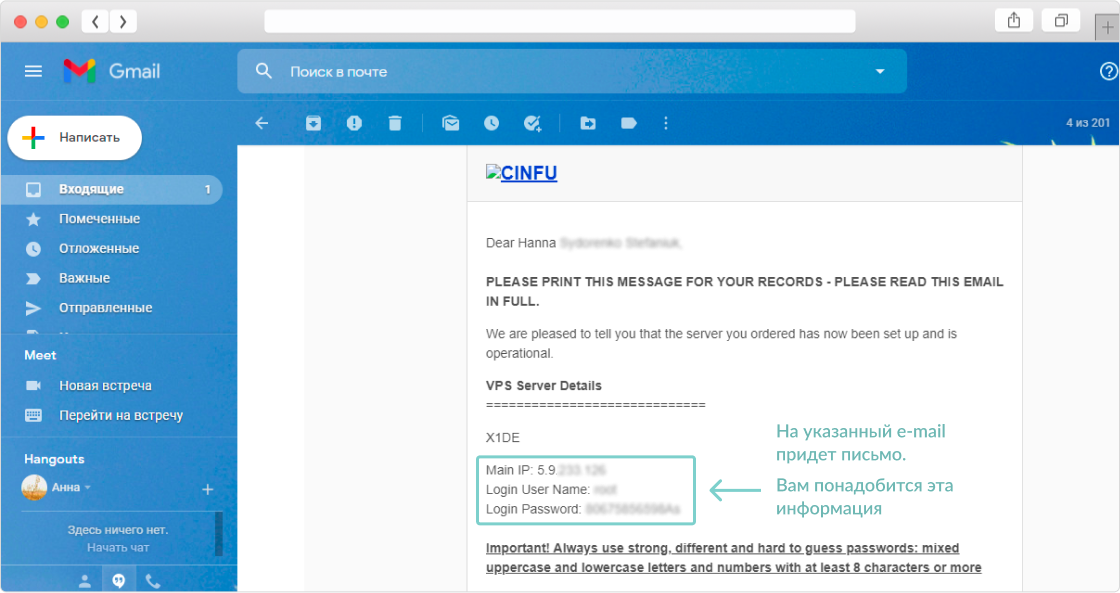 Gmail
Поиск в почте
Написать
4 из 201
Входящие 1
Помеченные
Отложенные
Важные
Отправленные
Meet
Новая встреча
Перейти на встречу
Hangouts
Анна
Здесь ничего нет.
Начать чат
CINFU
Dear Hanna
PLEASE PRINT THIS MESSAGE FOR YOUR RECORDS - PLEASE READ THIS EMAIL
IN FULL.
We are pleased to tell you that the server you ordered has now been set up and is
operational.
VPS Server Details
=============================
X1DE
Main IP: 5.9.
Login User Name:
Login Password:
На указанный e-mail
придет письмо.
Вам понадобится эта
информация
Important! Always use strong, different and hard to guess passwords: mixed
uppercase and lowercase letters and numbers with at least 8 characters or more